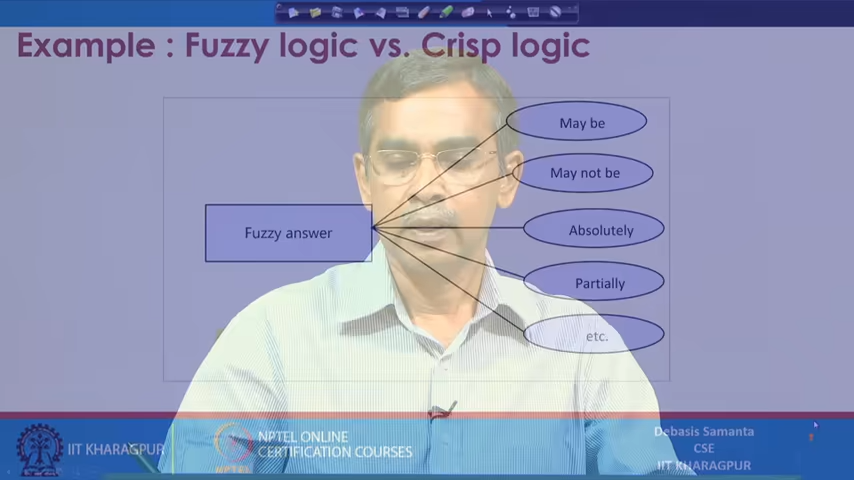 Example : Fuzzy logic vs. Crisp logic
May be
May not be
Fuzzy answer
Absolutely
Partially
etc.
IIT KHARAGPUR
NPTEL
NPTEL ONLINE
CERTIFICATION COURSES
Debasis Samanta
CSE
IIT KHARAGPUR